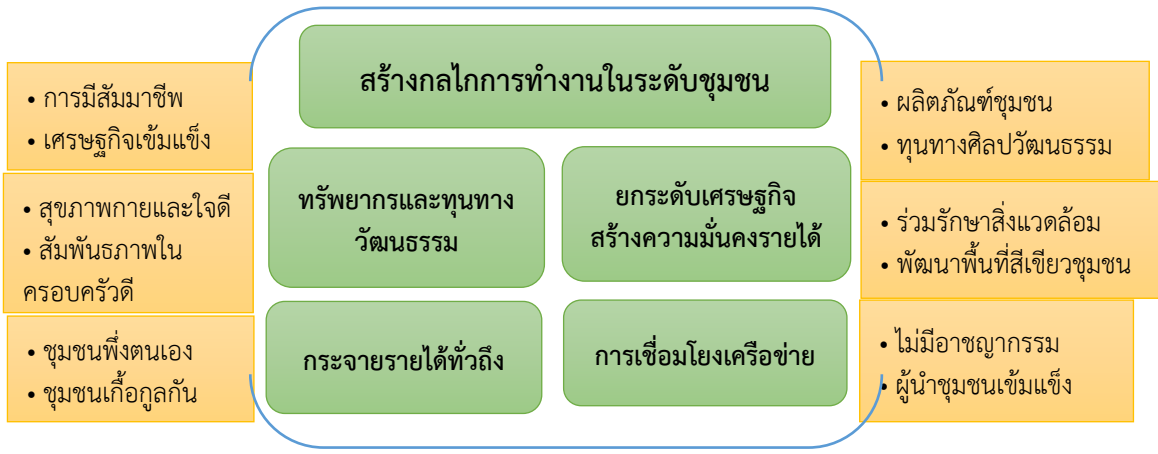 สร้างกลไกการทำงานในระดับชุมชน
• การมีสัมมาชีพ
• เศรษฐกิจเข้มแข็ง
• สุขภาพกายและใจดี
• สัมพันธภาพใน
ครอบครัวดี
• ชุมชนพึ่งตนเอง
• ชุมชนเกื้อกูลกัน
ทรัพยากรและทุนทาง
วัฒนธรรม
ยกระดับเศรษฐกิจ
สร้างความมั่นคงรายได้
กระจายรายได้ทั่วถึง
การเชื่อมโยงเครือข่าย
• ผลิตภัณฑ์ชุมชน
• ทุนทางศิลปวัฒนธรรม
• ร่วมรักษาสิ่งแวดล้อม
• พัฒนาพื้นที่สีเขียวชุมชน
• ไม่มีอาชญากรรม
• ผู้นำชุมชนเข้มแข็ง